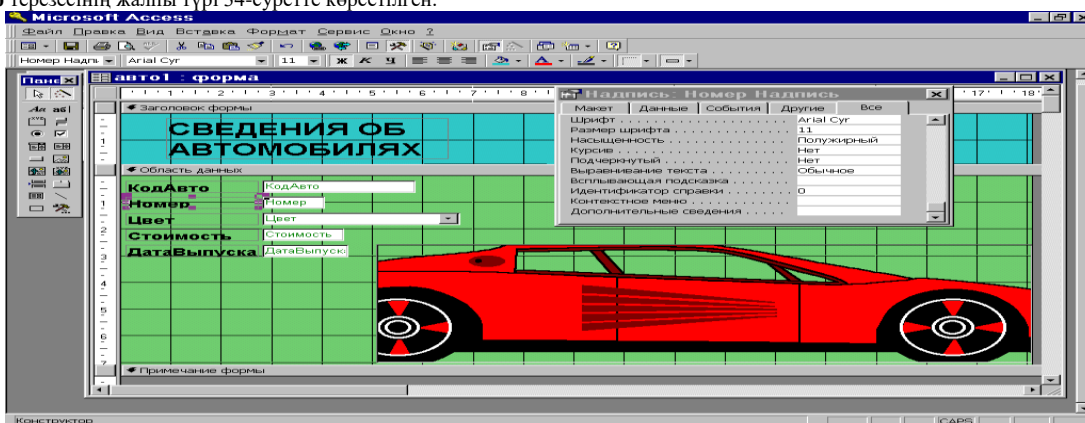 терезесінің жалпы түрі 34-суретте көрестілген.
Microsoft Access
Файл Правка Вид Вставка Формат Сервис Окно ?
Номер Надпи Arial Cyr 11 Ж К Ч
авто1 : форма
Заголовок формы
СВЕДЕНИЯ ОБ
АВТОМОБИЛЯХ
Область данных
КодАвто КодАвто
Номер Номер
Цвет Цвет
Стоимость Стоимость
ДатаВыпуска ДатаВыпуск
Примечание формы
Надпись: Номер Надпись
Макет Данные События Другие Все
Шрифт . . . . . . . . . . . . . . . . . . . . . Arial Cyr
Размер шрифта . . . . . . . . . . . . . . 11
Насыщенность . . . . . . . . . . . . . . . Полужирный
Курсив . . . . . . . . . . . . . . . . . . . . . Нет
Подчеркнутый . . . . . . . . . . . . . . . Нет
Выравнивание текста . . . . . . . . . . Обычное
Всплывающая подсказка . . . . . . . .
Идентификатор справки . . . . . . . . 0
Контекстное меню . . . . . . . . . . . . .
Дополнительные сведения . . . . . .
Конструктор CAPS